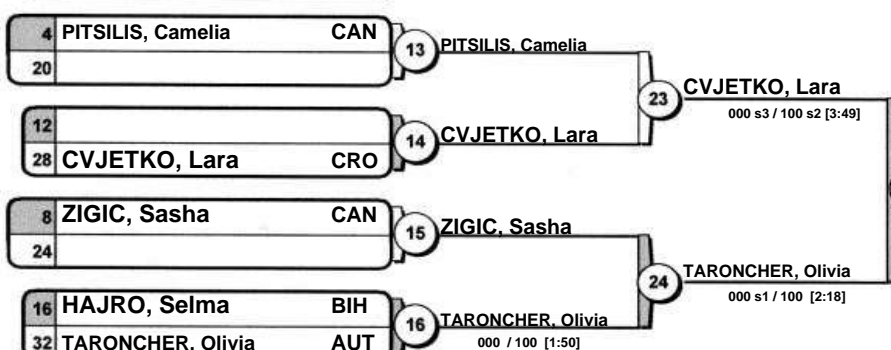 4 PITSILIS, Camelia CAN
20
13
PITSILIS, Camelia
12
28 CVJETKO, Lara CRO
14
CVJETKO, Lara
23
CVJETKO, Lara
000 s3 / 100 s2 [3:49]
8 ZIGIC, Sasha CAN
24
15
ZIGIC, Sasha
16 HAJRO, Selma BIH
32 TARONCHER, Olivia AUT
16
TARONCHER, Olivia
000 / 100 [1:50]
24
TARONCHER, Olivia
000 s1 / 100 [2:18]